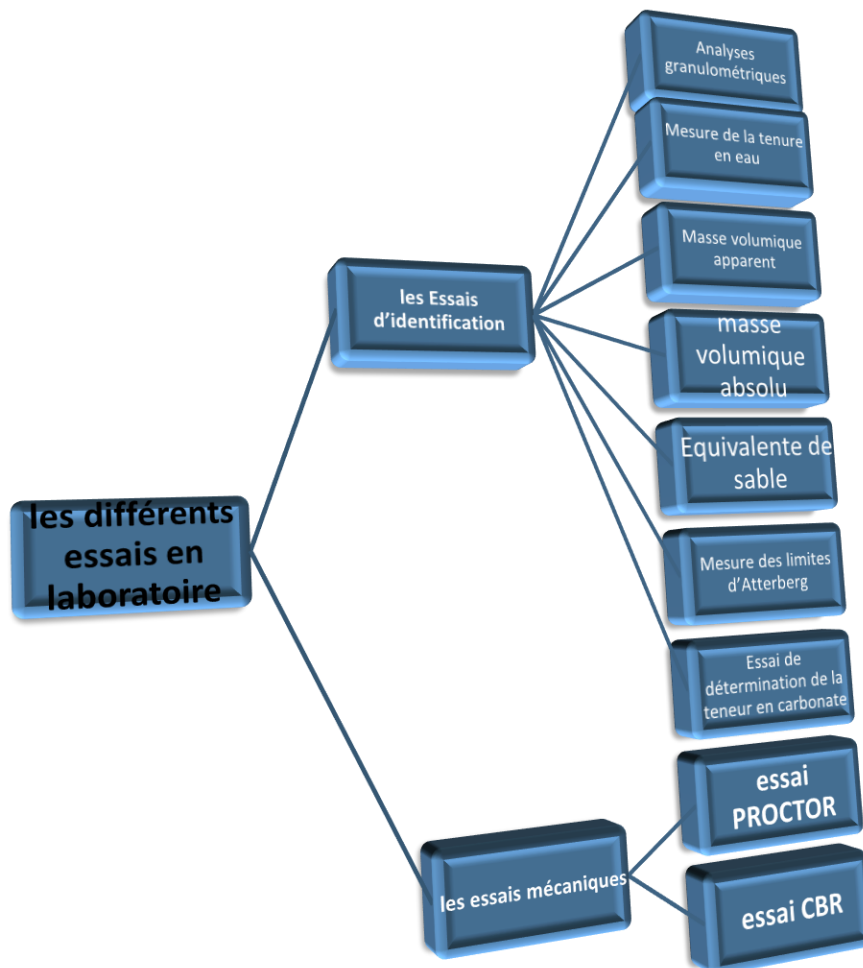 Analyses
granulométriques
Mesure de la tenure
en eau
Masse volumique
apparent
les Essais
d'identification
masse
volumique
absolu
Equivalente de
sable
les différents
essais en
laboratoire
Mesure des limites
d'Atterberg
Essai de
détermination de la
teneur en carbonate
essai
PROCTOR
les essais mécaniques
essai CBR